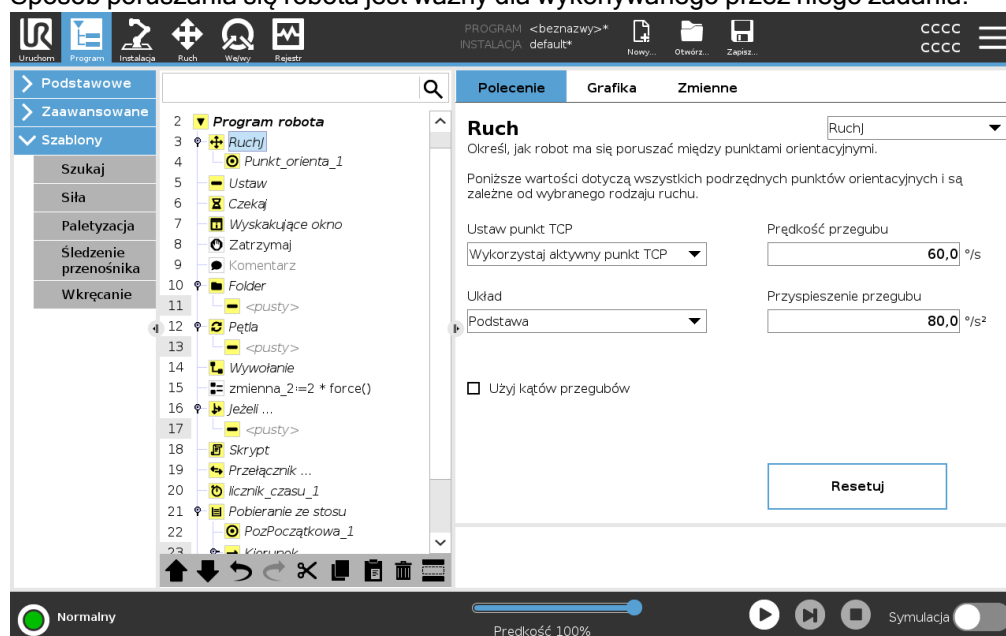 Sposób poruszania się robota jest ważny dla wykonywanego przez niego zadania.
PROGRAM <beznazwy>*
INSTALACJA default*
CCCC
CCCC
Uruchom Program Instalacja Ruch We/wy Rejestr Nowy... Otwórz... Zapisz...
Podstawowe
Zaawansowane
Szablony
Szukaj
Siła
Paletyzacja
Śledzenie
przenośnika
Wkręcanie
2 Program robota
3 RuchJ
4 Punkt_orienta_1
5 Ustaw
6 Czekaj
7 Wyskakujące okno
8 Zatrzymaj
9 Komentarz
10 Folder
11 <pusty>
12 Pętla
13 <pusty>
14 Wywołanie
15 zmienna_2:=2 * force()
16 Jeżeli ...
17 <pusty>
18 Skrypt
19 Przełącznik ...
20 licznik_czasu_1
21 Pobieranie ze stosu
22 PozPoczątkowa_1
23 Kierunek
Polecenie Grafika Zmienne
Ruch
RuchJ
Określ, jak robot ma się poruszać między punktami orientacyjnymi.
Poniższe wartości dotyczą wszystkich podrzędnych punktów orientacyjnych i są
zależne od wybranego rodzaju ruchu.
Ustaw punkt TCP
Wykorzystaj aktywny punkt TCP
Prędkość przegubu
60,0 °/s
Układ
Podstawa
Przyspieszenie przegubu
80,0 °/s²
Użyj kątów przegubów
Resetuj
Normalny
Prędkość 100%
Symulacja